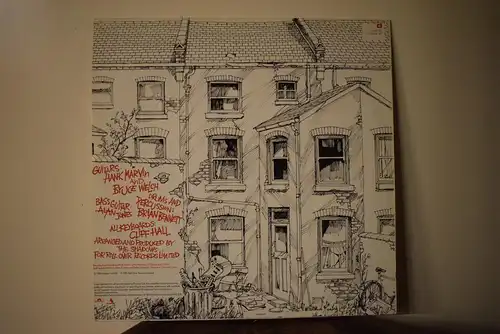 GUITARS
HANK MARVIN
AND
BRUCE WELCH
DRUMS AND
BASS GUITAR PERCUSSION
ALAN JONES BRIAN BENNETT
ALL KEYBOARDS
CLIFF HALL
ARRANGED AND PRODUCED BY
THE SHADOWS
FOR ROLL OVER RECORDS LIMITED